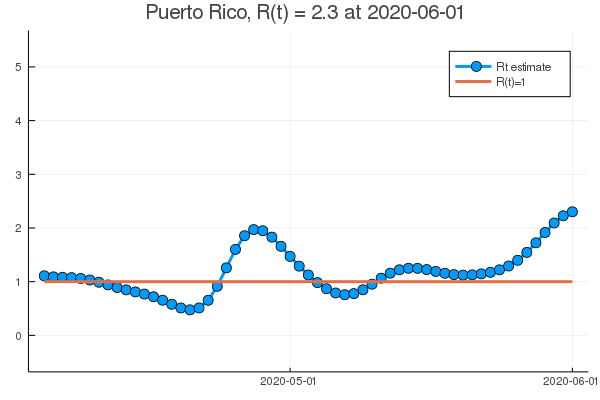 Puerto Rico, R(t) = 2.3 at 2020-06-01
5
4
3
2
1
0
Rt estimate
R(t)=1
2020-05-01
2020-06-01